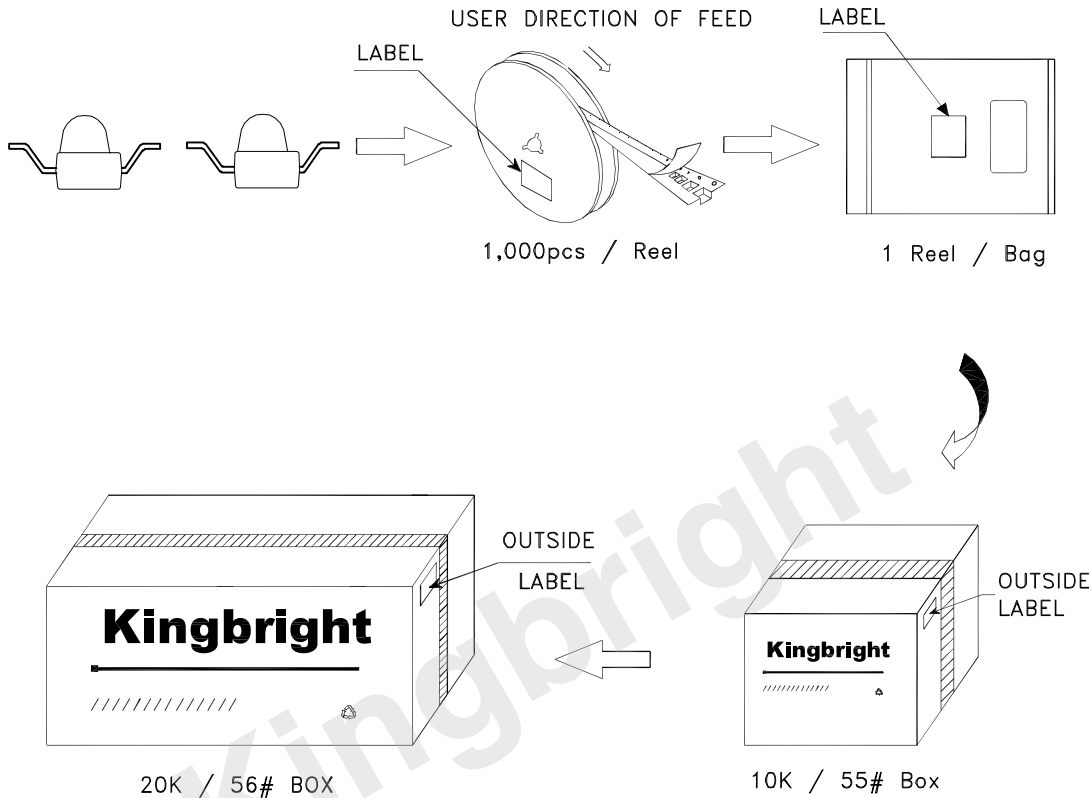 USER DIRECTION OF FEED
LABEL
LABEL
1,000pcs / Reel
1 Reel / Bag
OUTSIDE
LABEL
Kingbright
20K / 56# BOX
OUTSIDE
LABEL
Kingbright
10K / 55# Box
Kingbright